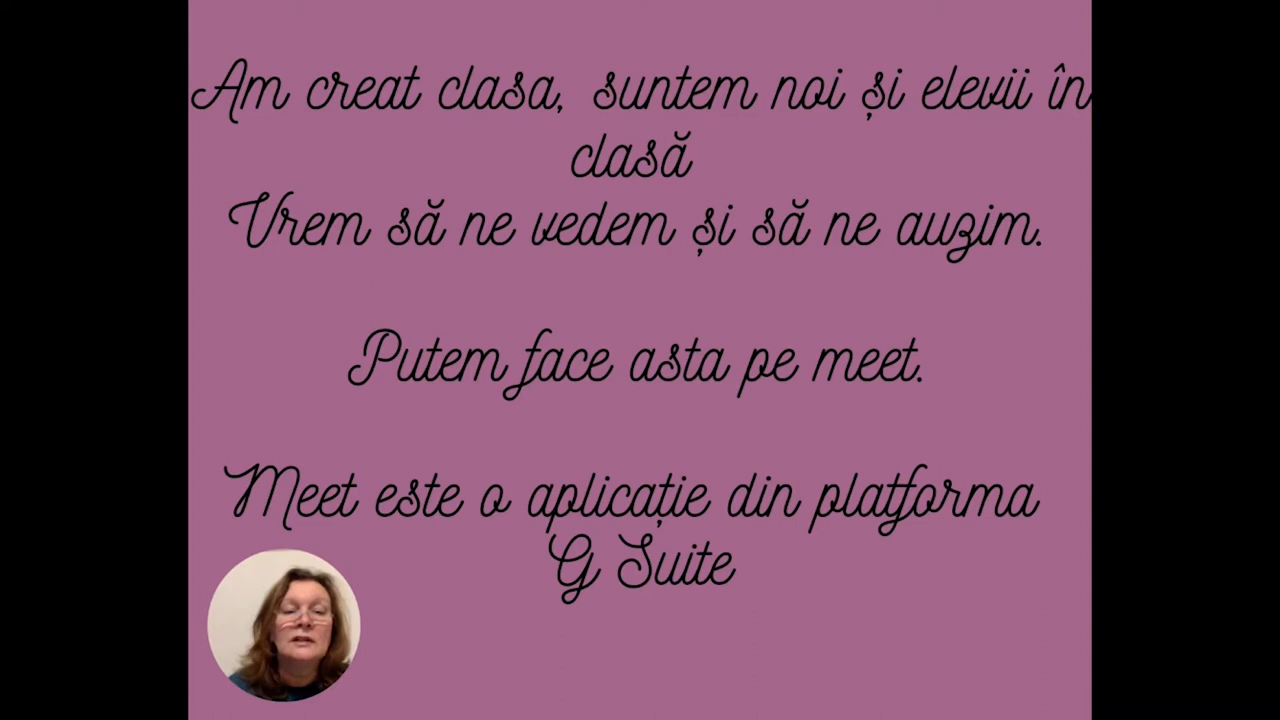 Am creat clasa, suntem noi și elevii în
clasă
Vrem să ne vedem și să ne auzim.
Putem face asta pe meet.
Meet este o aplicație din platforma
G Suite